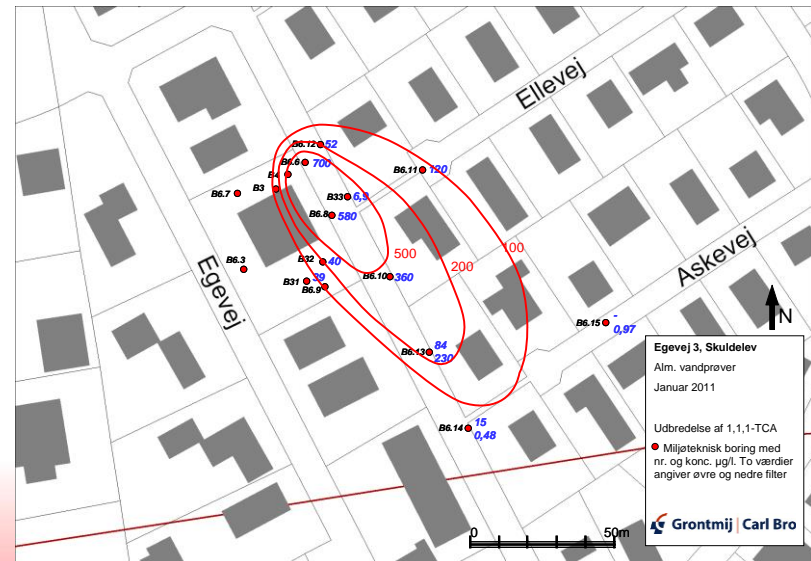 Ellevej
B6.12 52
B6.6 700
B4
B6.11 120
B3
B6.7
B33 6,9
B6.8 580
Egevej
500
200
100
Askevej
B32 40
B6.3
B31 39
B6.9
B6.10 360
N
-
B6.15 0,97
84
B6.13 230
15
B6.14 0,48
Egevej 3, Skuldelev
Alm. vandprøver
Januar 2011
Udbredelse af 1,1,1-TCA
Miljøteknisk boring med
nr. og konc. µg/l. To værdier
angiver øvre og nedre filter
Grontmij | Carl Bro
0 50m